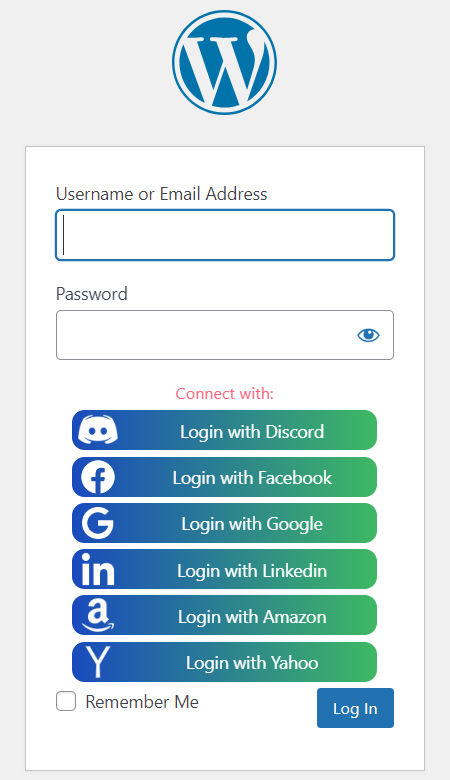 Username or Email Address
Password
Connect with:
Login with Discord
Login with Facebook
Login with Google
Login with Linkedin
Login with Amazon
Login with Yahoo
Remember Me
Log In